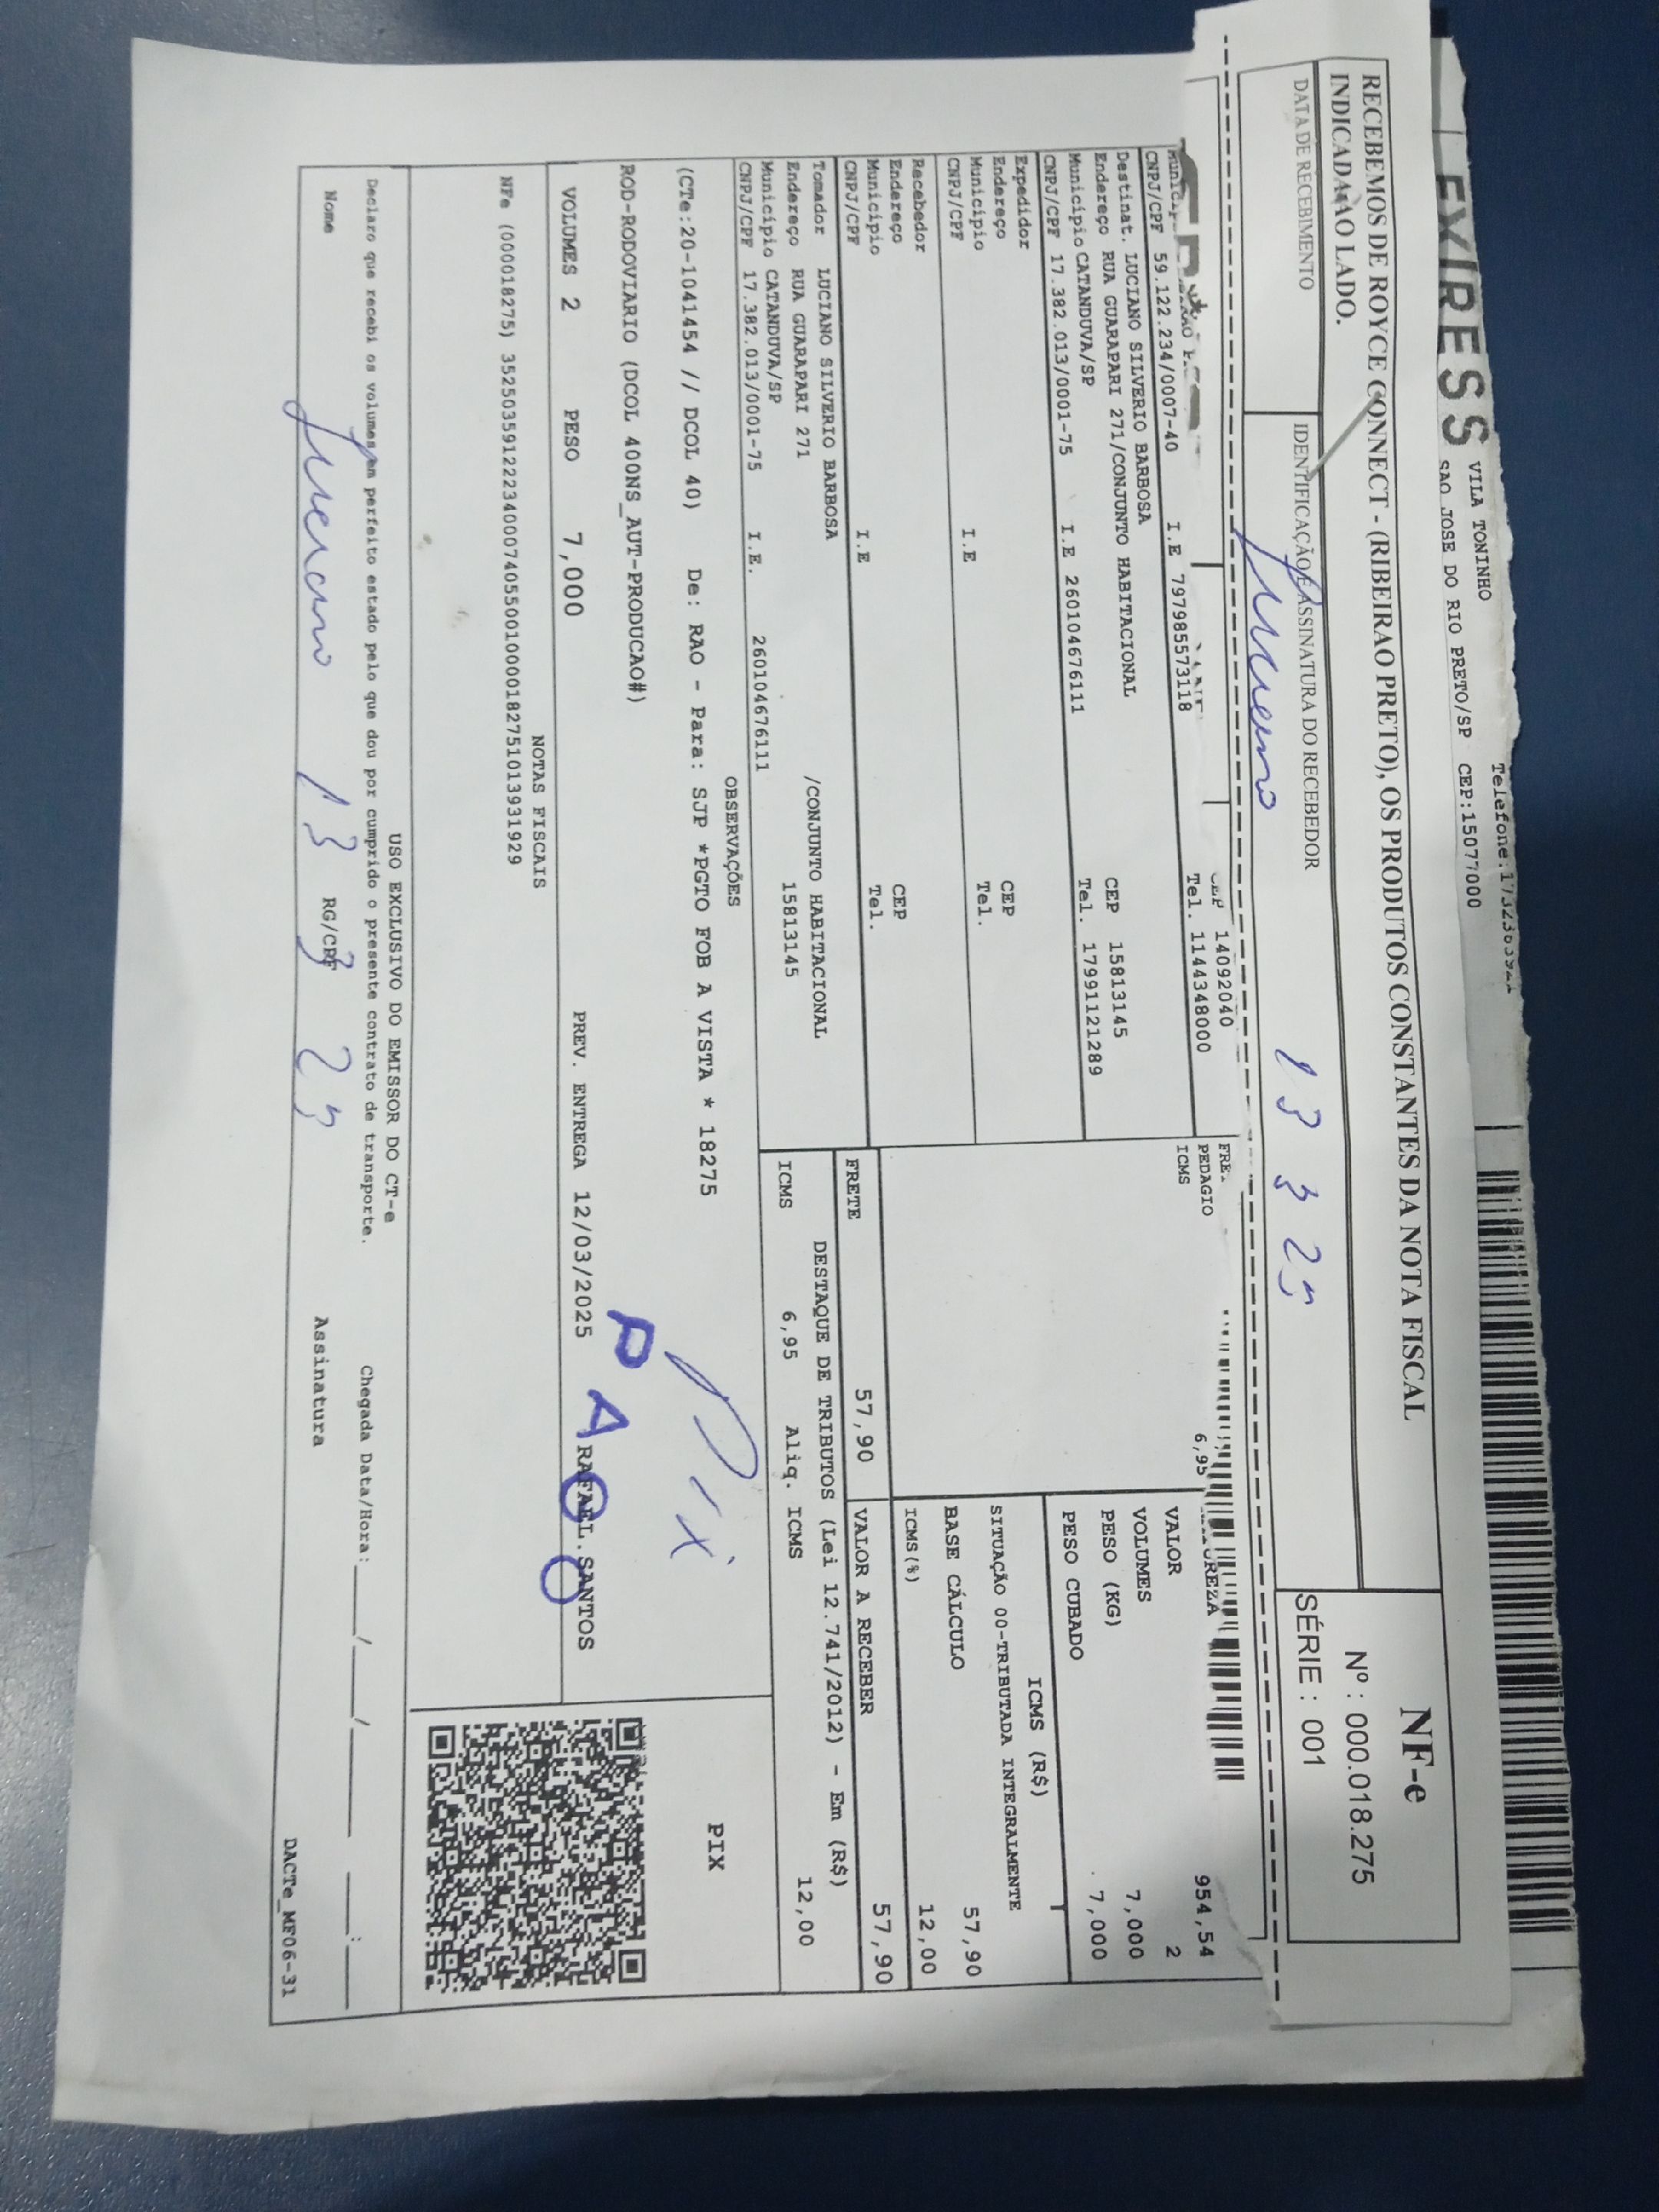 EXPRESS
Telefone:
VILA TONINHO
SAO JOSE DO RIO PRETO/SP CEP:15077000
RECEBEMOS DE ROYCE CONNECT - (RIBEIRAO PRETO), OS PRODUTOS CONSTANTES DA NOTA FISCAL
INDICADA AO LADO.
DATA DE RECEBIMENTO
IDENTIFICAÇÃO E ASSINATURA DO RECEBEDOR
Luciano 13 3 25
NF-e
Nº : 000.018.275
SÉRIE : 001
CEP 14092040
CNPJ/CPF 59.122.234/0007-40 I.E 797985573118 Tel. 1144348000
Destinat. LUCIANO SILVERIO BARBOSA
Endereço RUA GUARAPARI 271/CONJUNTO HABITACIONAL CEP 15813145
Município CATANDUVA/SP Tel. 17991121289
CNPJ/CPF 17.382.013/0001-75 I.E 260104676111
Expedidor
Endereço CEP
Município Tel.
CNPJ/CPF I.E
Recebedor
Endereço CEP
Município Tel.
CNPJ/CPF I.E
Tomador LUCIANO SILVERIO BARBOSA
Endereço RUA GUARAPARI 271 /CONJUNTO HABITACIONAL
Município CATANDUVA/SP 15813145
CNPJ/CPF 17.382.013/0001-75 I.E. 260104676111
PEDAGIO
ICMS 6,95
VALOR 954,54
VOLUMES 2
PESO (KG) 7,000
PESO CUBADO 7,000
ICMS (R$)
SITUAÇÃO 00-TRIBUTADA INTEGRALMENTE
BASE CÁLCULO 57,90
ICMS(%) 12,00
FRETE 57,90
VALOR A RECEBER 57,90
DESTAQUE DE TRIBUTOS (Lei 12.741/2012) - Em (R$)
ICMS 6,95 Aliq. ICMS 12,00
OBSERVAÇÕES
(CTe:20-1041454 // DCOL 40) De: RAO - Para: SJP *PGTO FOB A VISTA * 18275
ROD-RODOVIARIO (DCOL 400NS_AUT-PRODUCAO#)
Pix
PAGO
PIX
VOLUMES 2 PESO 7,000 PREV. ENTREGA 12/03/2025 RAFAEL.SANTOS
NOTAS FISCAIS
NFe (000018275) 35250359122234000740550010000182751013931929
USO EXCLUSIVO DO EMISSOR DO CT-e
Declaro que recebi os volumes em perfeito estado pelo que dou por cumprido o presente contrato de transporte.
Chegada Data/Hora:___/___/_____ ___:___
Nome Luciano 13 RG/CPF 3 25 Assinatura
DACTe_MF06-31